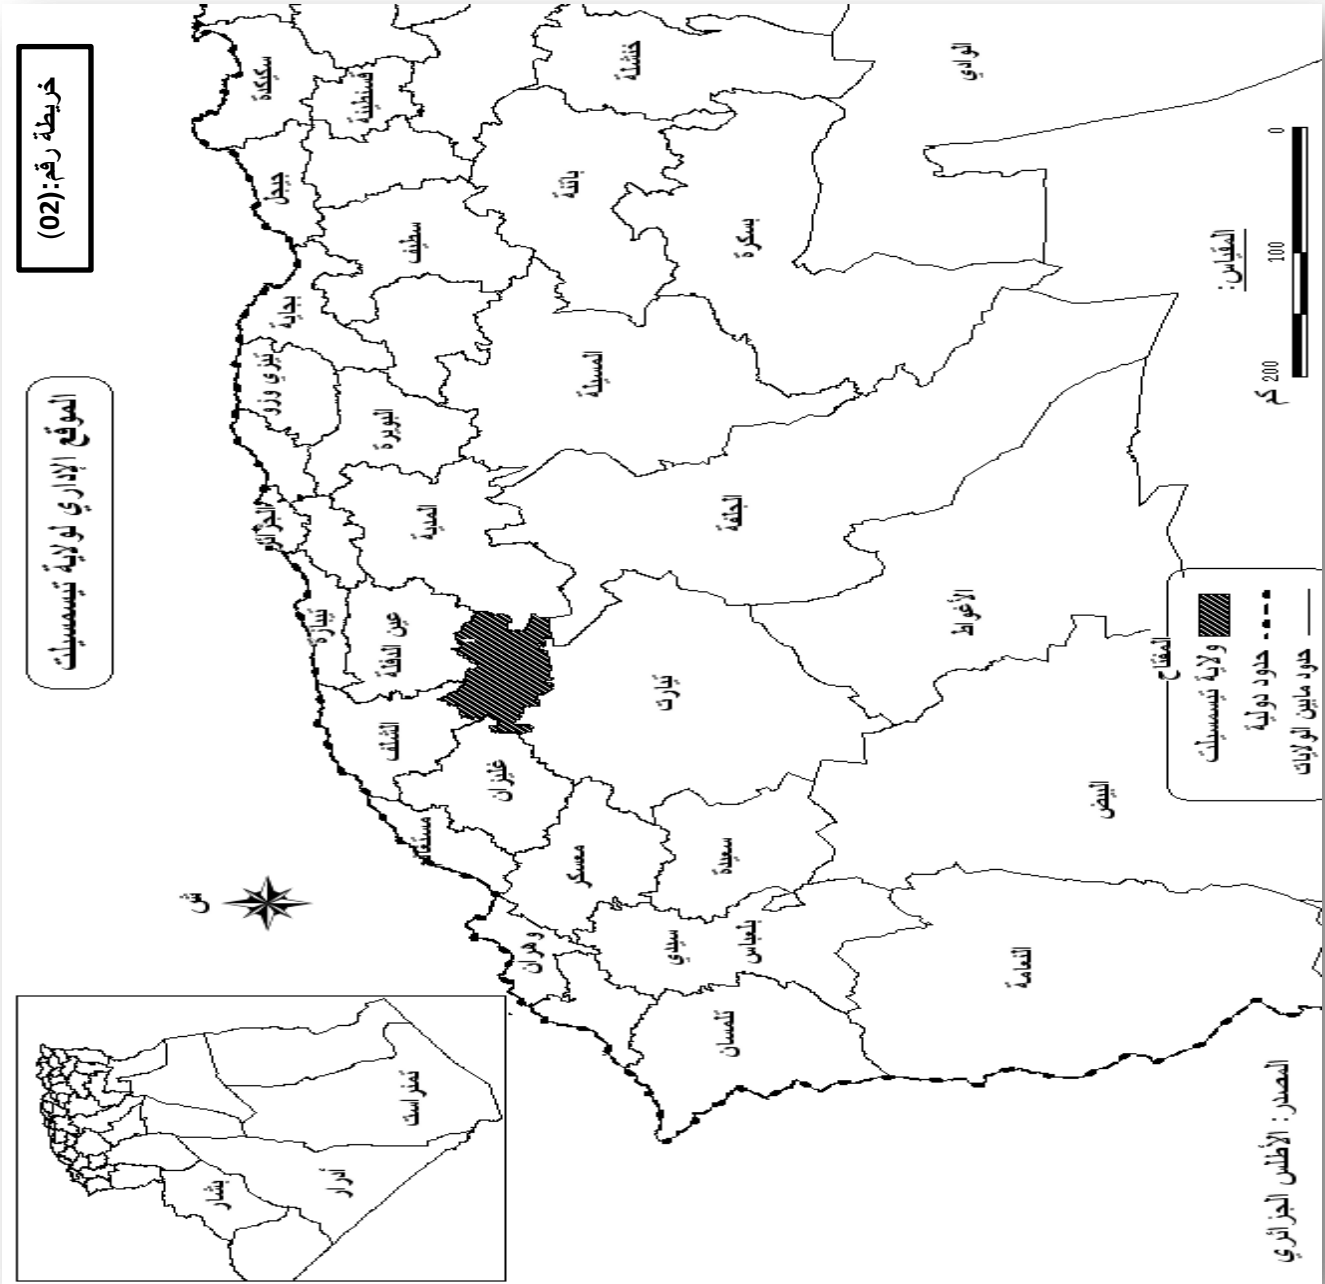 خريطة رقم:(02)
الموقع الإداري لولاية تيسمسيلت
ش
سكيكدة
قسنطينة
خنشلة
الوادي
جيجل
سطيف
باتنة
بسكرة
بجاية
تيزي وزو
البويرة
المسيلة
الجزائر
المدية
الجلفة
تيبازة
عين الدفلة
الأغواط
الشلف
غليزان
تيارت
مستغانم
معسكر
سعيدة
البيض
وهران
سيدي
بلعباس
النعامة
تلمسان
المقياس:
0 100 200 كم
المفتاح
ولاية تيسمسيلت
حدود دولية
حدود مابين الولايات
تمنراست
أدرار
بشار
المصدر: الأطلس الجزائري